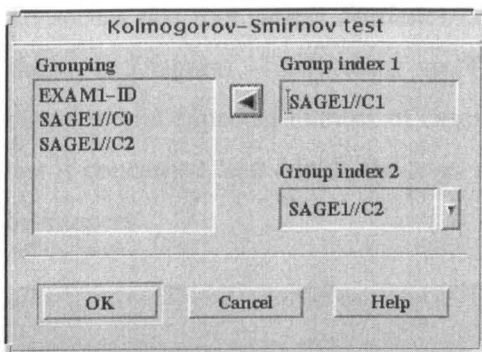 Kolmogorov-Smirnov test
Grouping
EXAM1-ID
SAGE1//C0
SAGE1//C2
Group index 1
SAGE1//C1
Group index 2
SAGE1//C2
OK
Cancel
Help